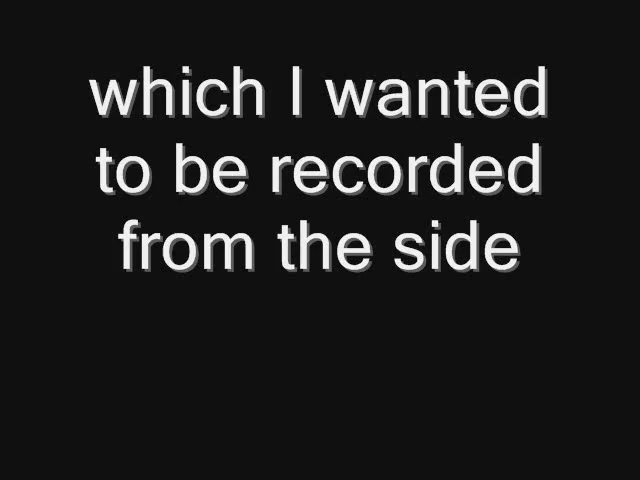 which I wanted
to be recorded
from the side